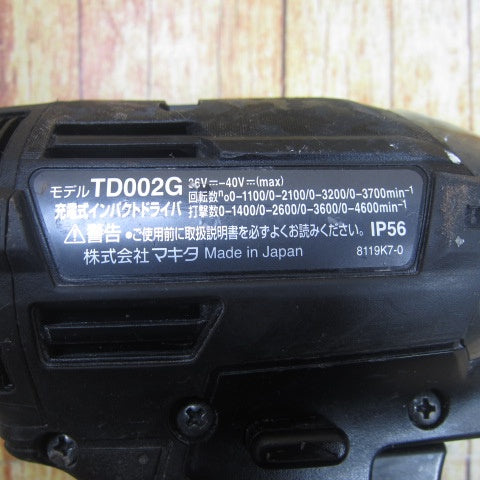 モデル TD002G 36V⎓-40V⎓(max)
回転数 n₀0-1100/0-2100/0-3200/0-3700min⁻¹
充電式インパクトドライバ 打撃数0-1400/0-2600/0-3600/0-4600min⁻¹
⚠警告 •ご使用前に取扱説明書を必ずよくお読みください。 IP56
株式会社マキタ Made in Japan 8119K7-0